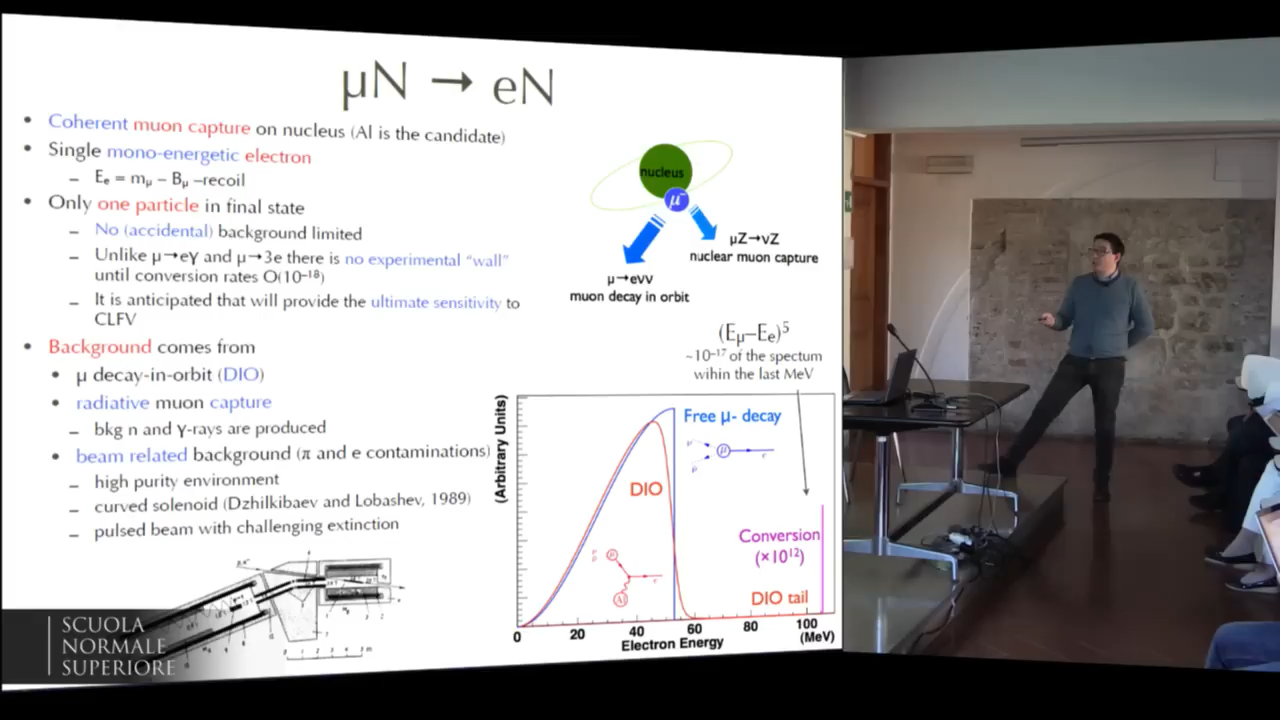 μN → eN
• Coherent muon capture on nucleus (Al is the candidate)
• Single mono-energetic electron
– Eₑ = mμ – Bμ –recoil
• Only one particle in final state
– No (accidental) background limited
– Unlike μ→eγ and μ→3e there is no experimental “wall”
until conversion rates O(10⁻¹⁸)
– It is anticipated that will provide the ultimate sensitivity to
CLFV
• Background comes from
• μ decay-in-orbit (DIO)
• radiative muon capture
– bkg n and γ-rays are produced
• beam related background (π and e contaminations)
– high purity environment
– curved solenoid (Dzhilkibaev and Lobashev, 1989)
– pulsed beam with challenging extinction
nucleus
μ⁻
μZ→νZ
nuclear muon capture
μ→eνν
muon decay in orbit
(Eμ–Eₑ)⁵
~10⁻¹⁷ of the spectum
wihin the last MeV
(Arbitrary Units)
Free μ- decay
DIO
Conversion
(×10¹²)
DIO tail
0 20 40 60 80 100
(MeV)
Electron Energy
SCUOLA
NORMALE
SUPERIORE